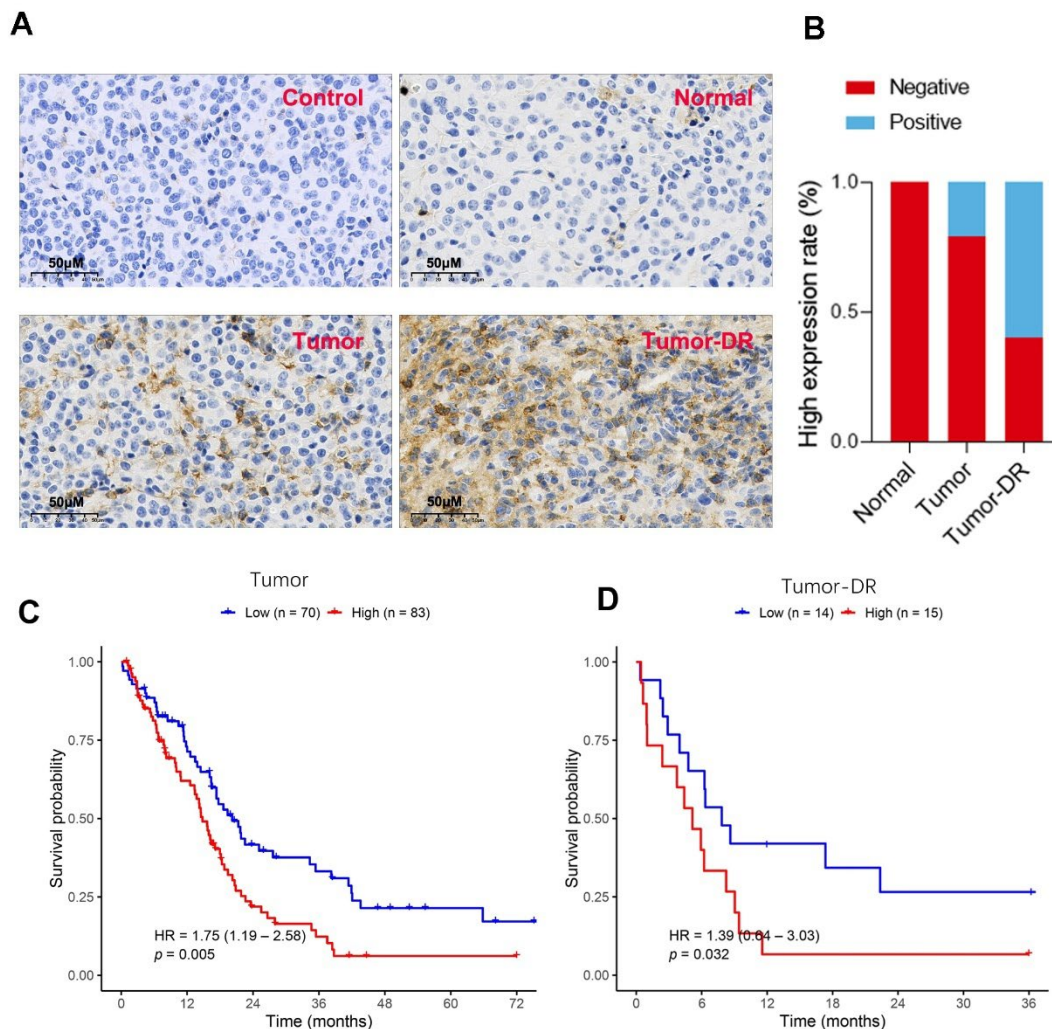 A
Control
50μM
Normal
50μM
Tumor
50μM
Tumor-DR
50μM
B
Negative
Positive
High expression rate (%)
1.0
0.5
0.0
Normal
Tumor
Tumor-DR
C
Tumor
Low (n = 70) High (n = 83)
Survival probability
1.00
0.75
0.50
0.25
0.00
HR = 1.75 (1.19 – 2.58)
p = 0.005
0 12 24 36 48 60 72
Time (months)
D
Tumor-DR
Low (n = 14) High (n = 15)
Survival probability
1.00
0.75
0.50
0.25
0.00
HR = 1.39 (0.64 – 3.03)
p = 0.032
0 6 12 18 24 30 36
Time (months)